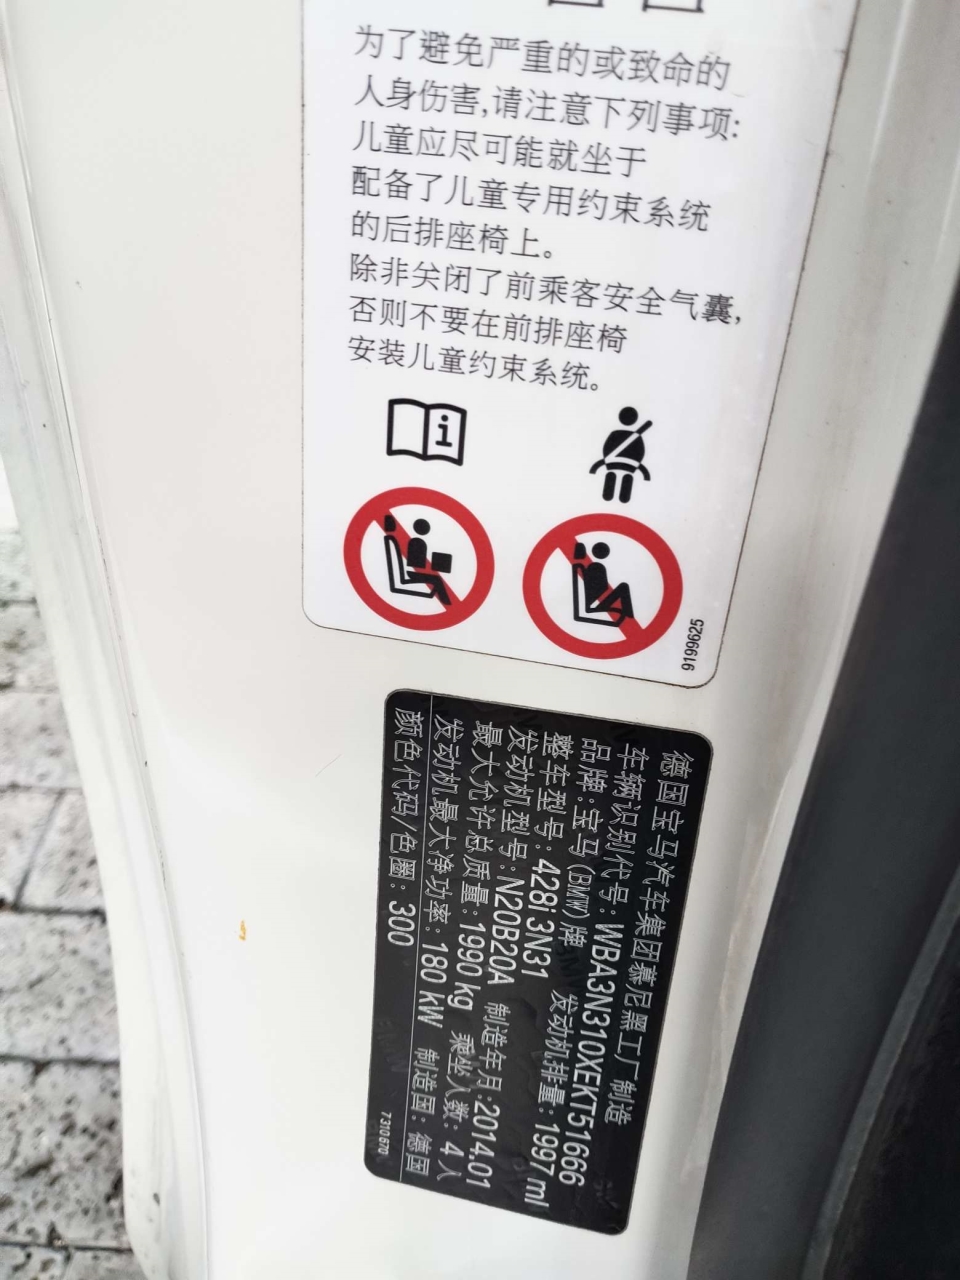 为了避免严重的或致命的
人身伤害,请注意下列事项:
儿童应尽可能就坐于
配备了儿童专用约束系统
的后排座椅上。
除非关闭了前乘客安全气囊,
否则不要在前排座椅
安装儿童约束系统。
9199625
德国宝马汽车集团慕尼黑工厂制造
车辆识别代号:WBA3N310XEKT51666
品牌:宝马(BMW)牌 发动机排量:1997 ml
整车型号:428i 3N31
发动机型号:N20B20A 制造年月:2014.01
最大允许总质量:1990 kg 乘坐人数:4 人
发动机最大净功率:180 kW 制造国:德国
颜色代码/色圈:300
7310670